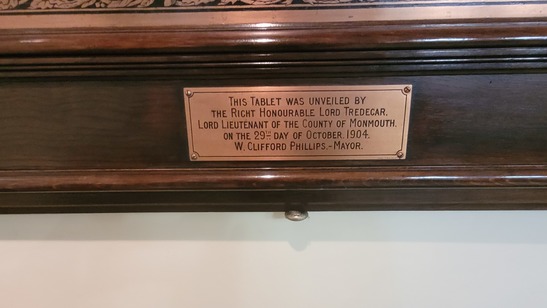 THIS TABLET WAS UNVEILED BY
THE RIGHT HONOURABLE LORD TREDEGAR,
LORD LIEUTENANT OF THE COUNTY OF MONMOUTH,
ON THE 29TH DAY OF OCTOBER, 1904.
W. CLIFFORD PHILLIPS.-MAYOR.